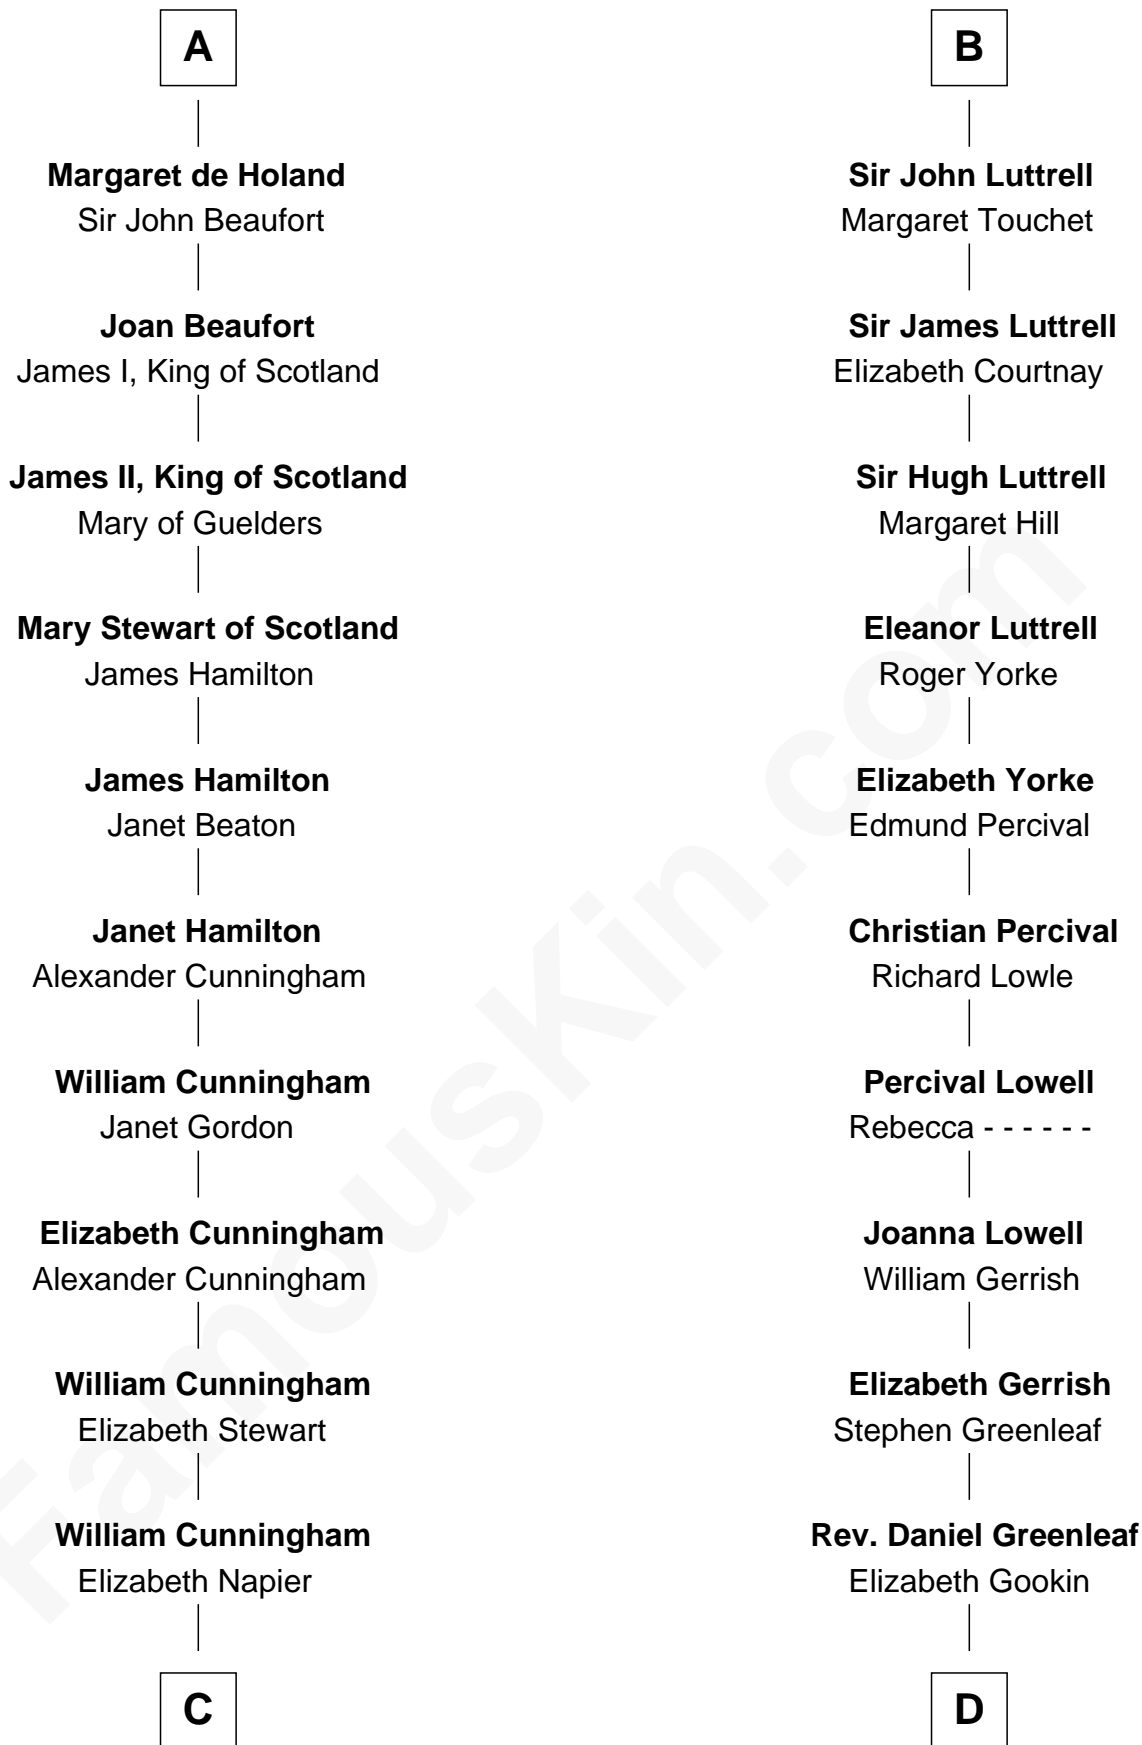 A
Margaret de Holand
Sir John Beaufort
Joan Beaufort
James I, King of Scotland
James II, King of Scotland
Mary of Guelders
Mary Stewart of Scotland
James Hamilton
James Hamilton
Janet Beaton
Janet Hamilton
Alexander Cunningham
William Cunningham
Janet Gordon
Elizabeth Cunningham
Alexander Cunningham
William Cunningham
Elizabeth Stewart
William Cunningham
Elizabeth Napier
C
B
Sir John Luttrell
Margaret Touchet
Sir James Luttrell
Elizabeth Courtnay
Sir Hugh Luttrell
Margaret Hill
Eleanor Luttrell
Roger Yorke
Elizabeth Yorke
Edmund Percival
Christian Percival
Richard Lowle
Percival Lowell
Rebecca - - - - - -
Joanna Lowell
William Gerrish
Elizabeth Gerrish
Stephen Greenleaf
Rev. Daniel Greenleaf
Elizabeth Gookin
D
FamousKin.com